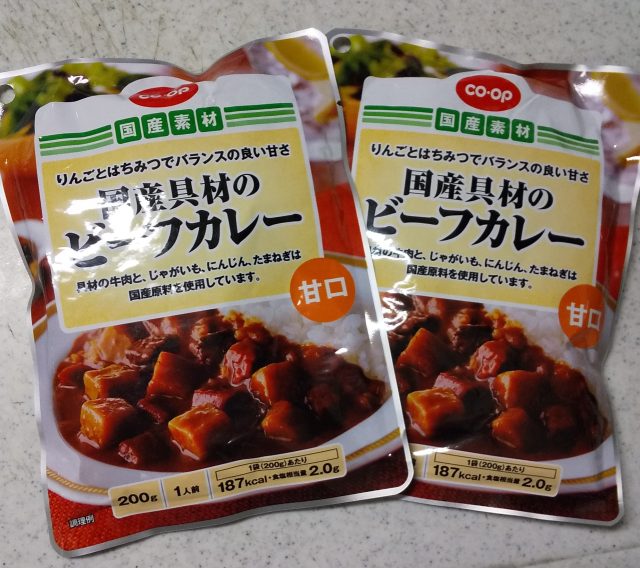 CO・OP
国産素材
りんごとはちみつでバランスの良い甘さ
国産具材の
ビーフカレー
具材の牛肉と、じゃがいも、にんじん、たまねぎは
国産原料を使用しています。
甘口
200g 1人前
1袋(200g)あたり
187kcal・食塩相当量 2.0g
調理例
CO・OP
国産素材
りんごとはちみつでバランスの良い甘さ
国産具材の
ビーフカレー
具材の牛肉と、じゃがいも、にんじん、たまねぎは
国産原料を使用しています。
甘口
1袋(200g)あたり
187kcal・食塩相当量 2.0g